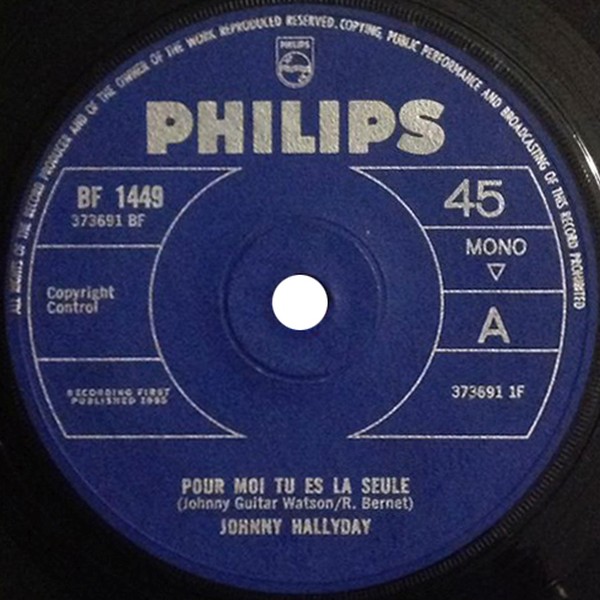 ALL RIGHTS OF THE RECORD PRODUCER AND OF THE OWNER OF THE WORK REPRODUCED RESERVED. COPYING, PUBLIC PERFORMANCE AND BROADCASTING OF THIS RECORD PROHIBITED
PHILIPS
PHILIPS
BF 1449
373691 BF
45
MONO
Copyright
Control
A
RECORDING FIRST
PUBLISHED
373691 1F
POUR MOI TU ES LA SEULE
(Johnny Guitar Watson/R. Bernet)
JOHNNY HALLYDAY